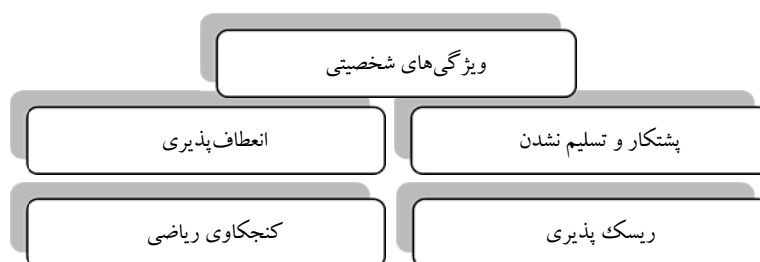 ویژگی‌های شخصیتی
پشتکار و تسلیم نشدن
انعطاف‌پذیری
ریسک پذیری
کنجکاوی ریاضی